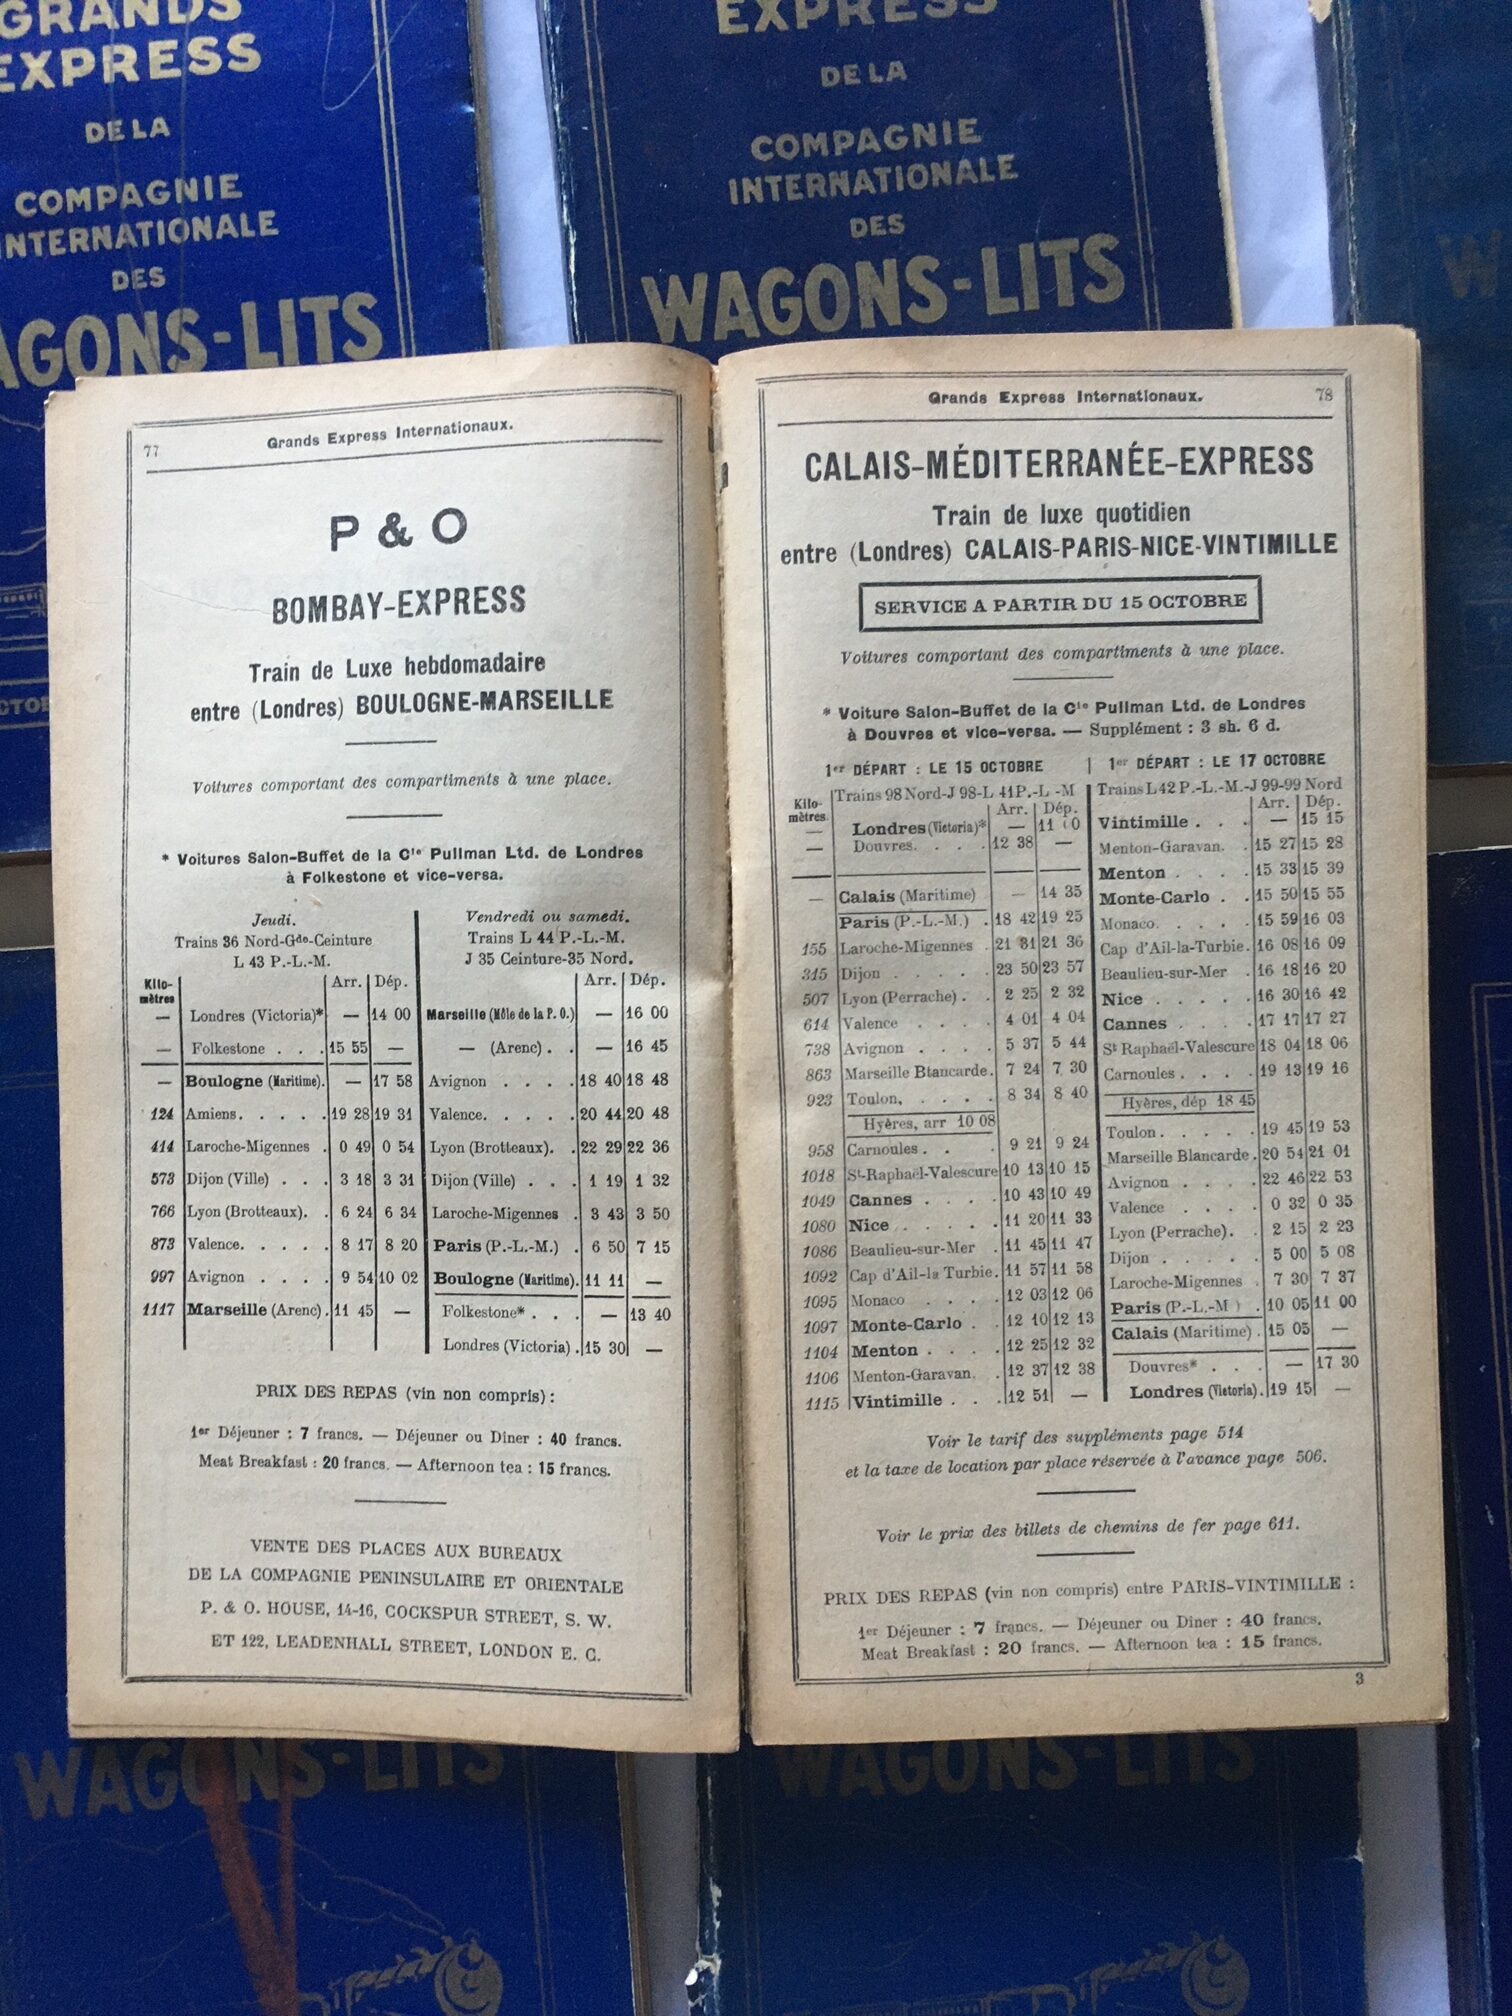 GRANDS
EXPRESS
DE LA
COMPAGNIE
INTERNATIONALE
DES
WAGONS-LITS
EXPRESS
DE LA
COMPAGNIE
INTERNATIONALE
DES
WAGONS-LITS
77 Grands Express Internationaux.
P & O
BOMBAY-EXPRESS
Train de Luxe hebdomadaire
entre (Londres) BOULOGNE-MARSEILLE
Voitures comportant des compartiments à une place.
* Voitures Salon-Buffet de la Cie Pullman Ltd. de Londres
à Folkestone et vice-versa.
Jeudi.
Trains 36 Nord-Gde-Ceinture
L 43 P.-L.-M.
Kilo-mètres Arr. Dép.
— Londres (Victoria)* — 14 00
— Folkestone . . . 15 55 —
— Boulogne (Maritime). — 17 58
124 Amiens. . . . . 19 28 19 31
414 Laroche-Migennes . 0 49 0 54
573 Dijon (Ville) . . . 3 18 3 31
766 Lyon (Brotteaux). . 6 24 6 34
873 Valence. . . . . 8 17 8 20
997 Avignon . . . . 9 54 10 02
1117 Marseille (Arenc) . 11 45 —
Vendredi ou samedi.
Trains L 44 P.-L.-M.
J 35 Ceinture-35 Nord.
Arr. Dép.
Marseille (Môle de la P. O.) — 16 00
— (Arenc) . . — 16 45
Avignon . . . . 18 40 18 48
Valence. . . . . 20 44 20 48
Lyon (Brotteaux). . 22 29 22 36
Dijon (Ville) . . . 1 19 1 32
Laroche-Migennes . 3 43 3 50
Paris (P.-L.-M.) . 6 50 7 15
Boulogne (Maritime). 11 11 —
Folkestone* . . . — 13 40
Londres (Victoria) . 15 30 —
PRIX DES REPAS (vin non compris) :
1er Déjeuner : 7 francs. — Déjeuner ou Dîner : 40 francs.
Meat Breakfast : 20 francs. — Afternoon tea : 15 francs.
VENTE DES PLACES AUX BUREAUX
DE LA COMPAGNIE PENINSULAIRE ET ORIENTALE
P. & O. HOUSE, 14-16, COCKSPUR STREET, S. W.
ET 122, LEADENHALL STREET, LONDON E. C.
Grands Express Internationaux. 78
CALAIS-MÉDITERRANÉE-EXPRESS
Train de luxe quotidien
entre (Londres) CALAIS-PARIS-NICE-VINTIMILLE
SERVICE A PARTIR DU 15 OCTOBRE
Voitures comportant des compartiments à une place.
* Voiture Salon-Buffet de la Cie Pullman Ltd. de Londres
à Douvres et vice-versa. — Supplément : 3 sh. 6 d.
1er DÉPART : LE 15 OCTOBRE
Trains 98 Nord-J 98-L 41 P.-L -M
Kilo-mètres Arr. Dép.
— Londres (Victoria)* — 11 00
— Douvres. . . . 12 38 —
— Calais (Maritime) — 14 35
Paris (P.-L.-M.) . 18 42 19 25
155 Laroche-Migennes . 21 31 21 36
315 Dijon . . . . . 23 50 23 57
507 Lyon (Perrache) . . 2 25 2 32
614 Valence . . . . 4 01 4 04
738 Avignon . . . . 5 37 5 44
863 Marseille Blancarde. 7 24 7 30
923 Toulon, . . . . 8 34 8 40
Hyères, arr 10 08
958 Carnoules . . . 9 21 9 24
1018 St-Raphaël-Valescure 10 13 10 15
1049 Cannes . . . . 10 43 10 49
1080 Nice . . . . . 11 20 11 33
1086 Beaulieu-sur-Mer . 11 45 11 47
1092 Cap d'Ail-la Turbie. 11 57 11 58
1095 Monaco . . . . 12 03 12 06
1097 Monte-Carlo . . 12 10 12 13
1104 Menton . . . . 12 25 12 32
1106 Menton-Garavan. . 12 37 12 38
1115 Vintimille . . . 12 51 —
1er DÉPART : LE 17 OCTOBRE
Trains L 42 P.-L.-M.-J 99-99 Nord
Arr. Dép.
Vintimille . . . — 15 15
Menton-Garavan. . 15 27 15 28
Menton . . . . 15 33 15 39
Monte-Carlo . . 15 50 15 55
Monaco. . . . . 15 59 16 03
Cap d'Ail-la-Turbie. 16 08 16 09
Beaulieu-sur-Mer . 16 18 16 20
Nice . . . . . 16 30 16 42
Cannes . . . . 17 17 17 27
St Raphaël-Valescure 18 04 18 06
Carnoules . . . . 19 13 19 16
Hyères, dép 18 45
Toulon . . . . . 19 45 19 53
Marseille Blancarde . 20 54 21 01
Avignon . . . . 22 46 22 53
Valence . . . . 0 32 0 35
Lyon (Perrache). . 2 15 2 23
Dijon . . . . . 5 00 5 08
Laroche-Migennes . 7 30 7 37
Paris (P.-L.-M ) . 10 05 11 00
Calais (Maritime) . 15 05 —
Douvres* . . . — 17 30
Londres (Victoria). 19 15 —
Voir le tarif des suppléments page 514
et la taxe de location par place réservée à l'avance page 506.
Voir le prix des billets de chemins de fer page 611.
PRIX DES REPAS (vin non compris) entre PARIS-VINTIMILLE :
1er Déjeuner : 7 francs. — Déjeuner ou Dîner : 40 francs.
Meat Breakfast : 20 francs. — Afternoon tea : 15 francs.
3
WAGONS-LITS
WAGONS-LITS